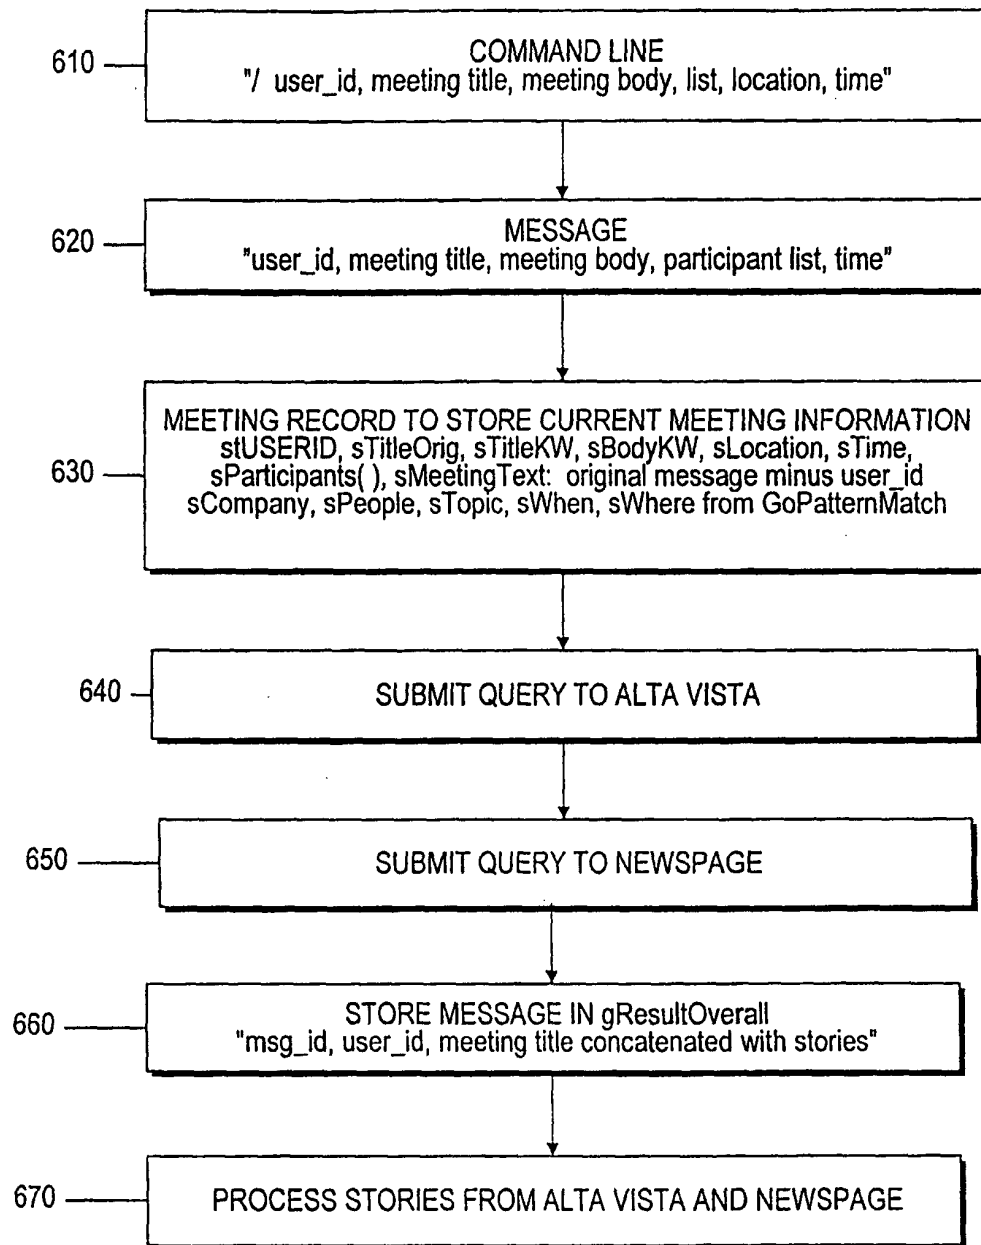 610
COMMAND LINE
"/ user_id, meeting title, meeting body, list, location, time"
620
MESSAGE
"user_id, meeting title, meeting body, participant list, time"
630
MEETING RECORD TO STORE CURRENT MEETING INFORMATION
stUSERID, sTitleOrig, sTitleKW, sBodyKW, sLocation, sTime,
sParticipants( ), sMeetingText: original message minus user_id
sCompany, sPeople, sTopic, sWhen, sWhere from GoPatternMatch
640
SUBMIT QUERY TO ALTA VISTA
650
SUBMIT QUERY TO NEWSPAGE
660
STORE MESSAGE IN gResultOverall
"msg_id, user_id, meeting title concatenated with stories"
670
PROCESS STORIES FROM ALTA VISTA AND NEWSPAGE